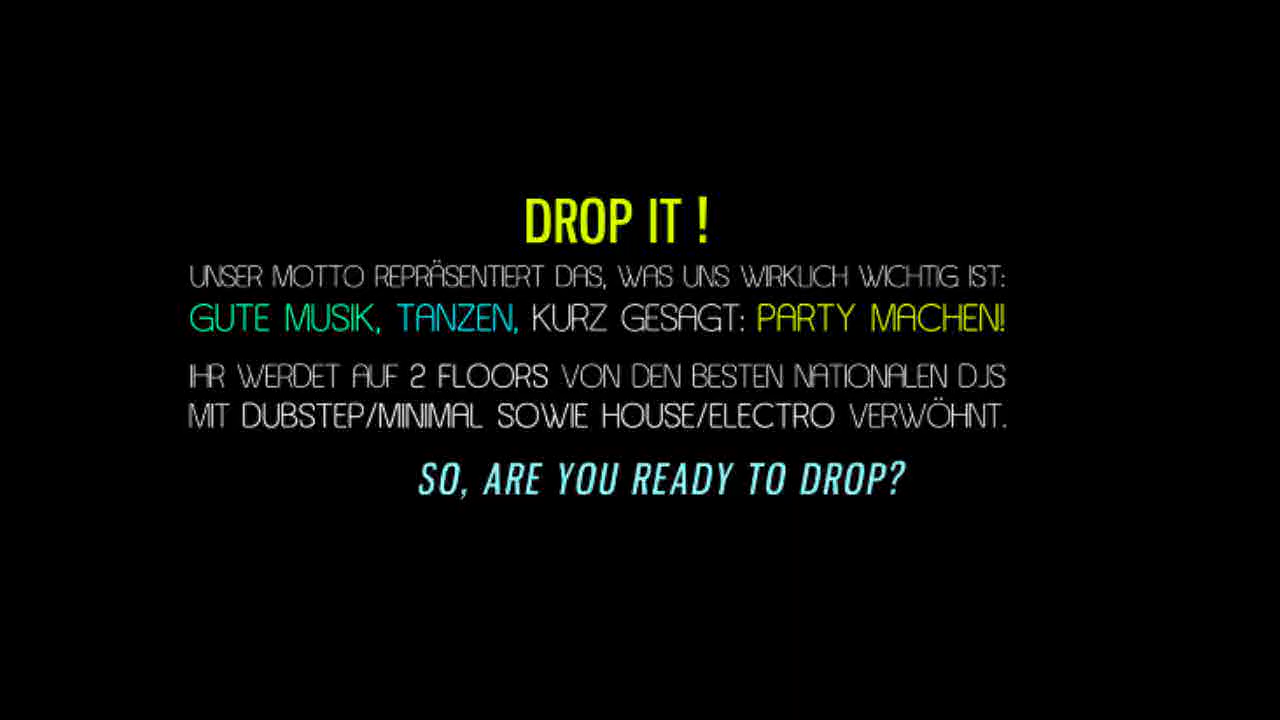 DROP IT !
UNSER MOTTO REPRÄSENTIERT DAS, WAS UNS WIRKLICH WICHTIG IST:
GUTE MUSIK, TANZEN, KURZ GESAGT: PARTY MACHEN!
IHR WERDET AUF 2 FLOORS VON DEN BESTEN NATIONALEN DJS
MIT DUBSTEP/MINIMAL SOWIE HOUSE/ELECTRO VERWÖHNT.
SO, ARE YOU READY TO DROP?